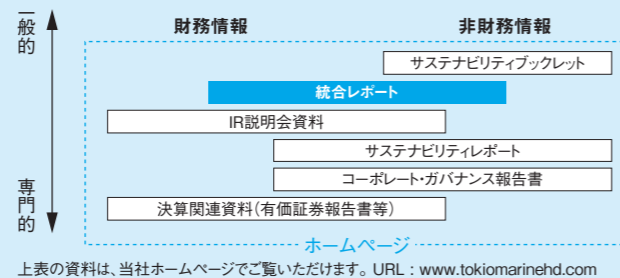 一般的
財務情報
非財務情報
サステナビリティブックレット
統合レポート
IR説明会資料
サステナビリティレポート
コーポレート・ガバナンス報告書
専門的
決算関連資料(有価証券報告書等)
ホームページ
上表の資料は、当社ホームページでご覧いただけます。URL：www.tokiomarinehd.com